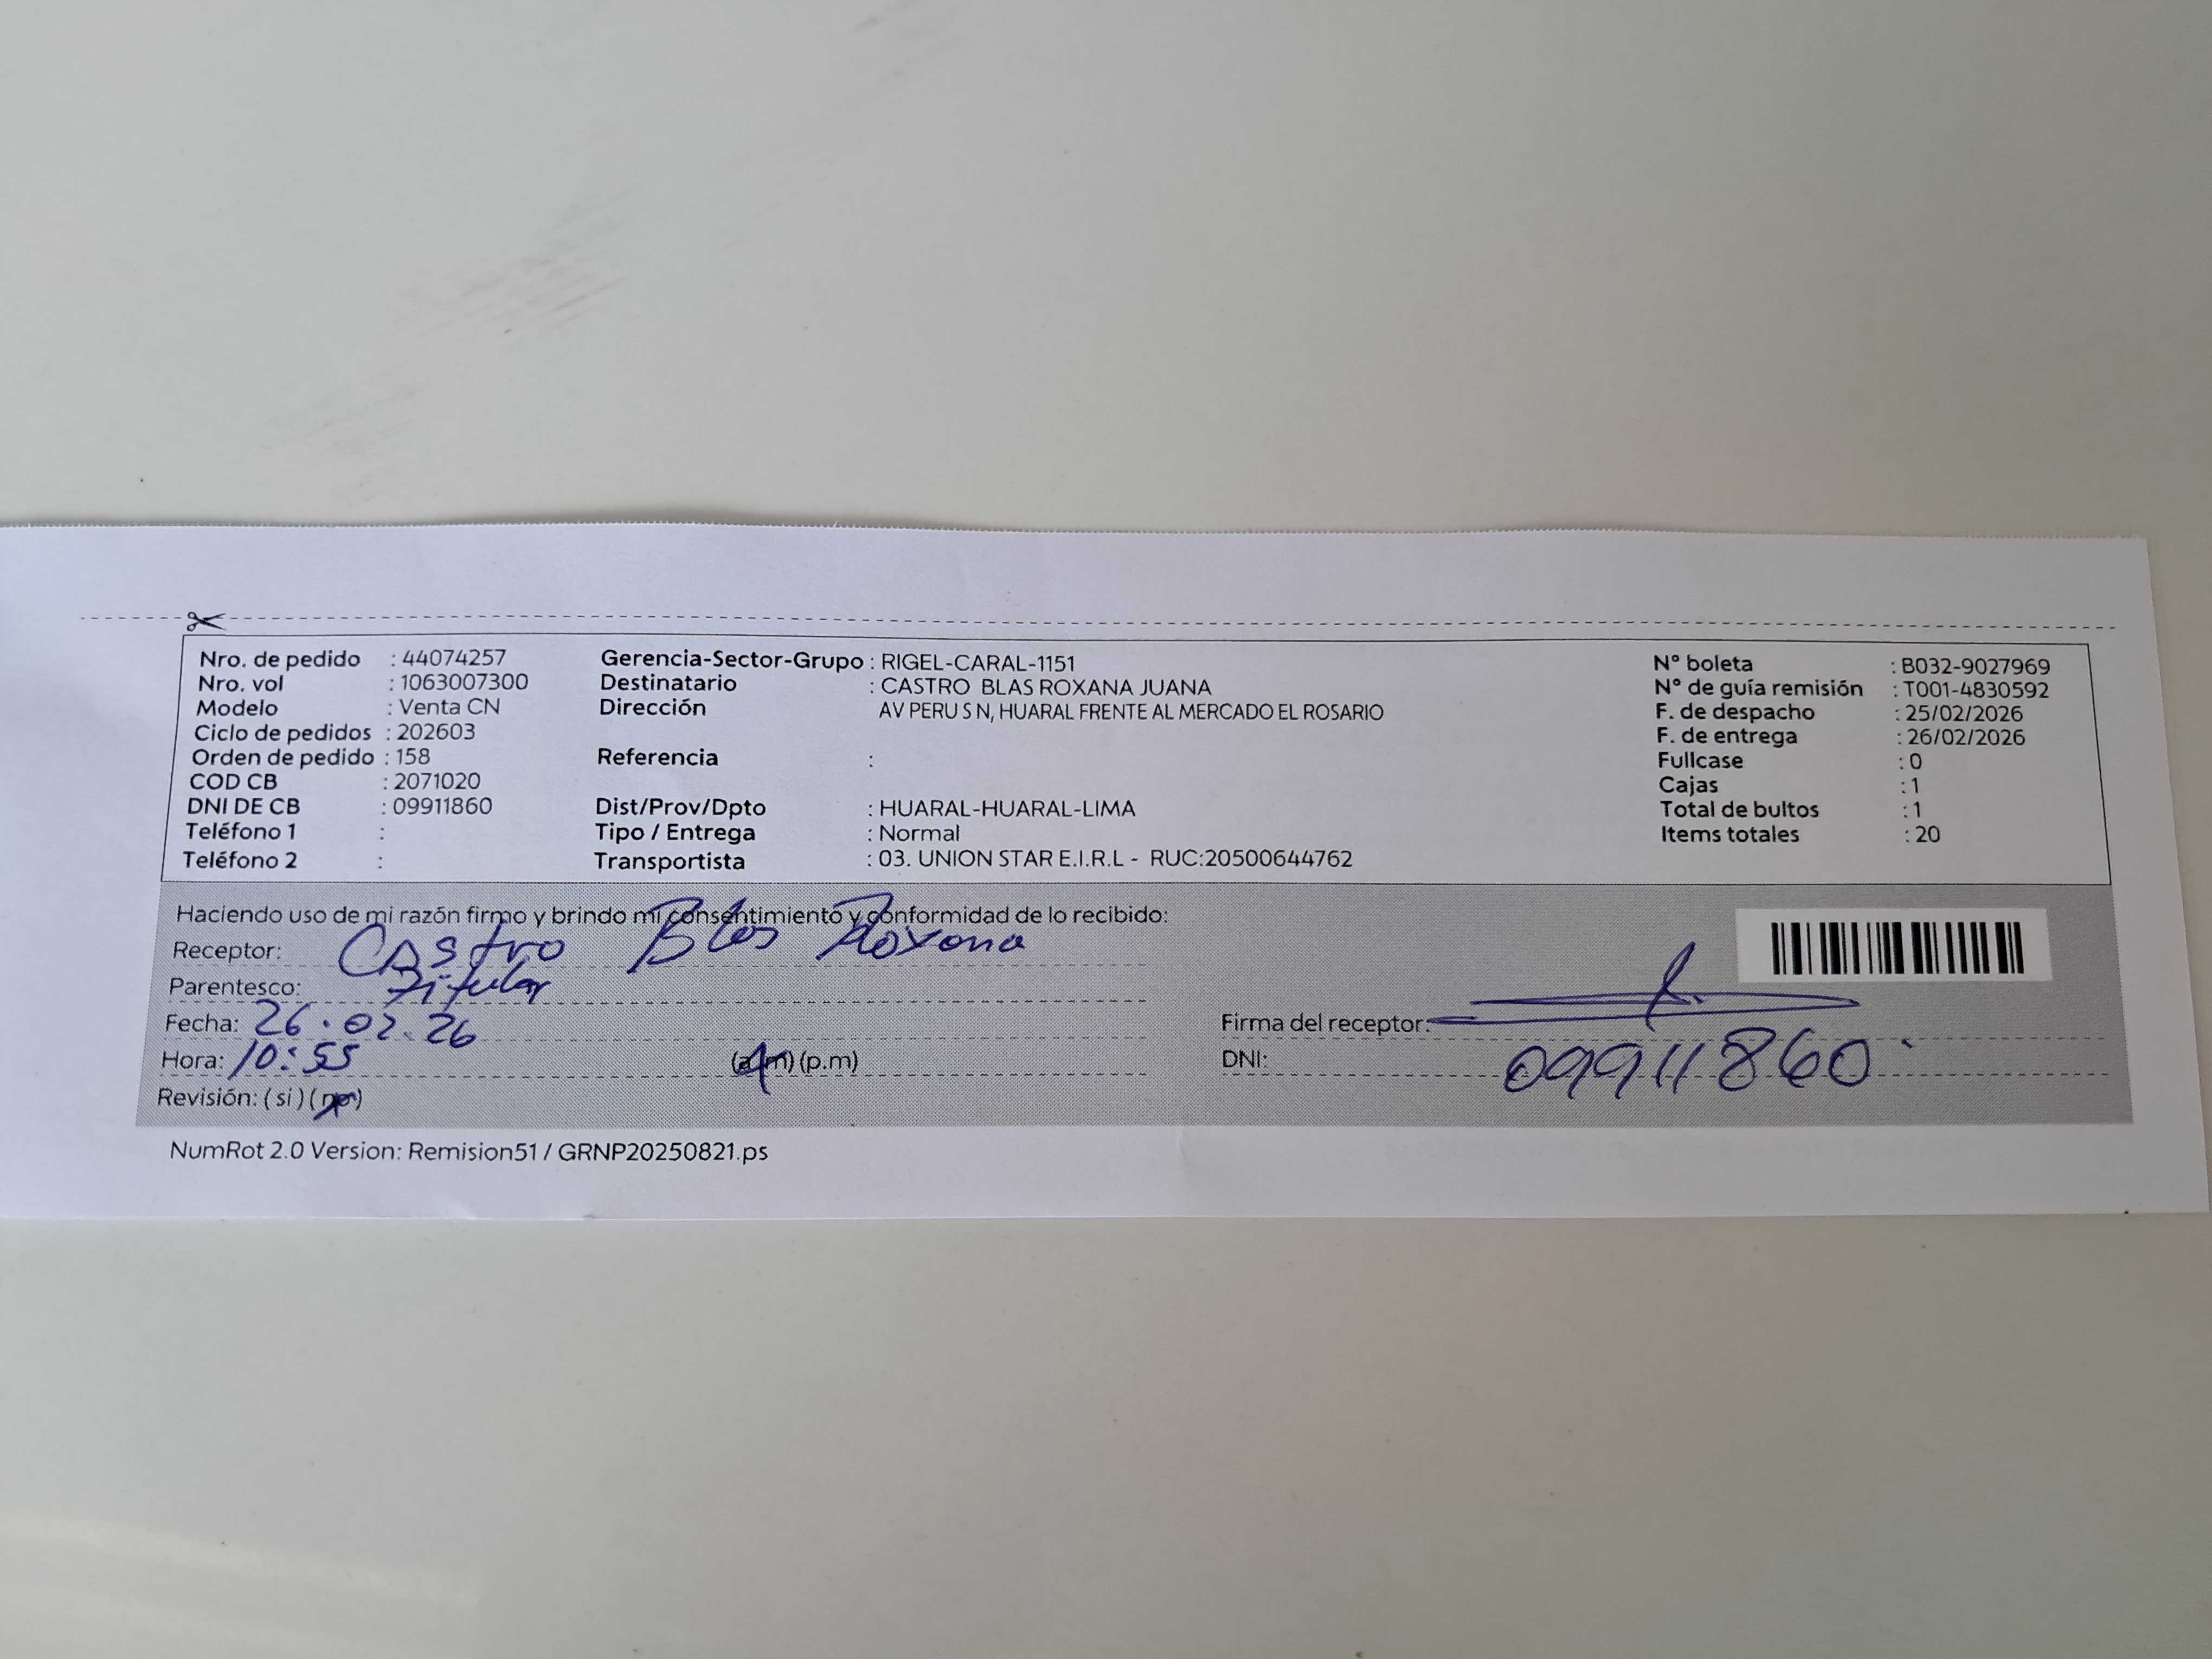 Nro. de pedido : 44074257 Gerencia-Sector-Grupo : RIGEL-CARAL-1151 N° boleta : B032-9027969
Nro. vol : 1063007300 Destinatario : CASTRO BLAS ROXANA JUANA N° de guía remisión : T001-4830592
Modelo : Venta CN Dirección AV PERU S N, HUARAL FRENTE AL MERCADO EL ROSARIO F. de despacho : 25/02/2026
Ciclo de pedidos : 202603 F. de entrega : 26/02/2026
Orden de pedido : 158 Referencia : Fullcase : 0
COD CB : 2071020 Cajas : 1
DNI DE CB : 09911860 Dist/Prov/Dpto : HUARAL-HUARAL-LIMA Total de bultos : 1
Teléfono 1 : Tipo / Entrega : Normal Items totales : 20
Teléfono 2 : Transportista : 03. UNION STAR E.I.R.L - RUC:20500644762
Haciendo uso de mi razón firmo y brindo mi consentimiento y conformidad de lo recibido:
Receptor: Castro Blas Roxana
Parentesco: Titular
Fecha: 26.02.26 Firma del receptor:
Hora: 10:55 (a.m) (p.m) DNI: 09911860
Revisión: ( si ) ( no )
NumRot 2.0 Version: Remision51 / GRNP20250821.ps